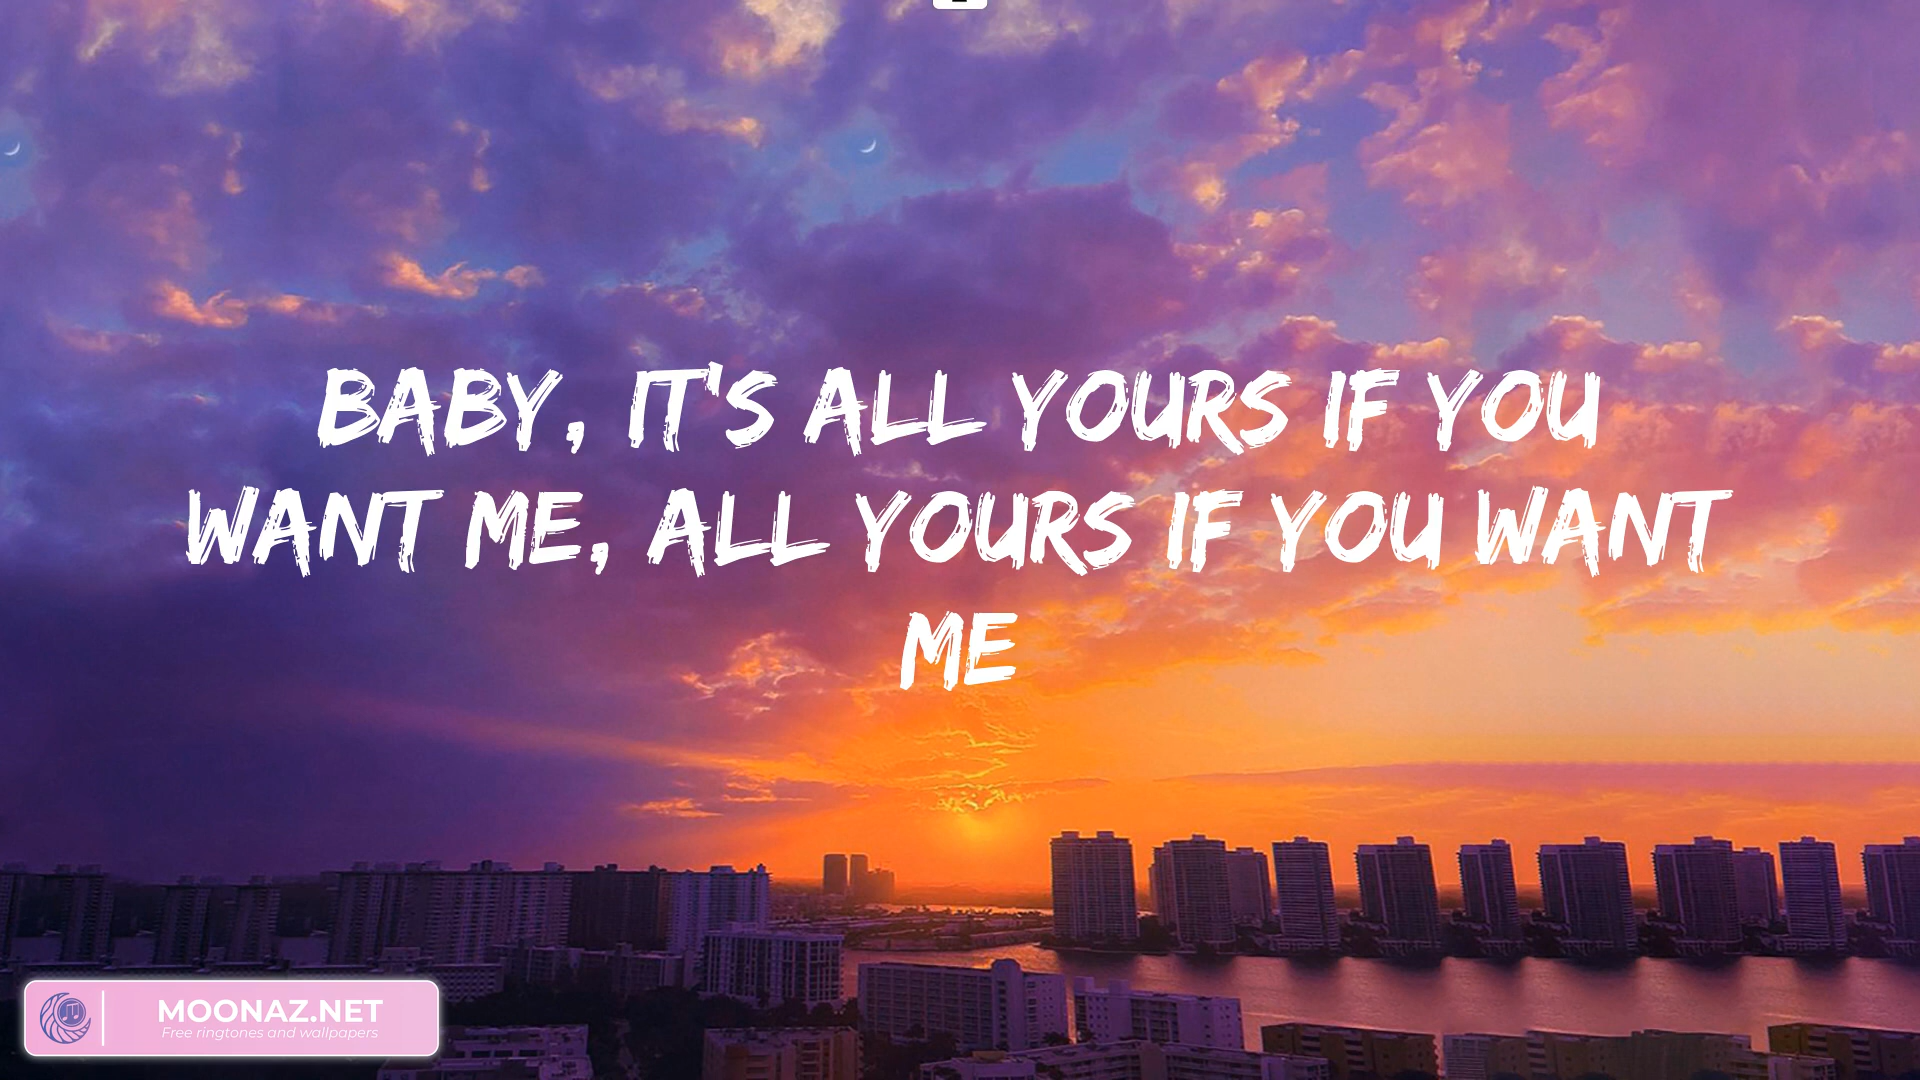 BABY, IT'S ALL YOURS IF YOU
WANT ME, ALL YOURS IF YOU WANT
ME
MOONAZ.NET
Free ringtones and wallpapers